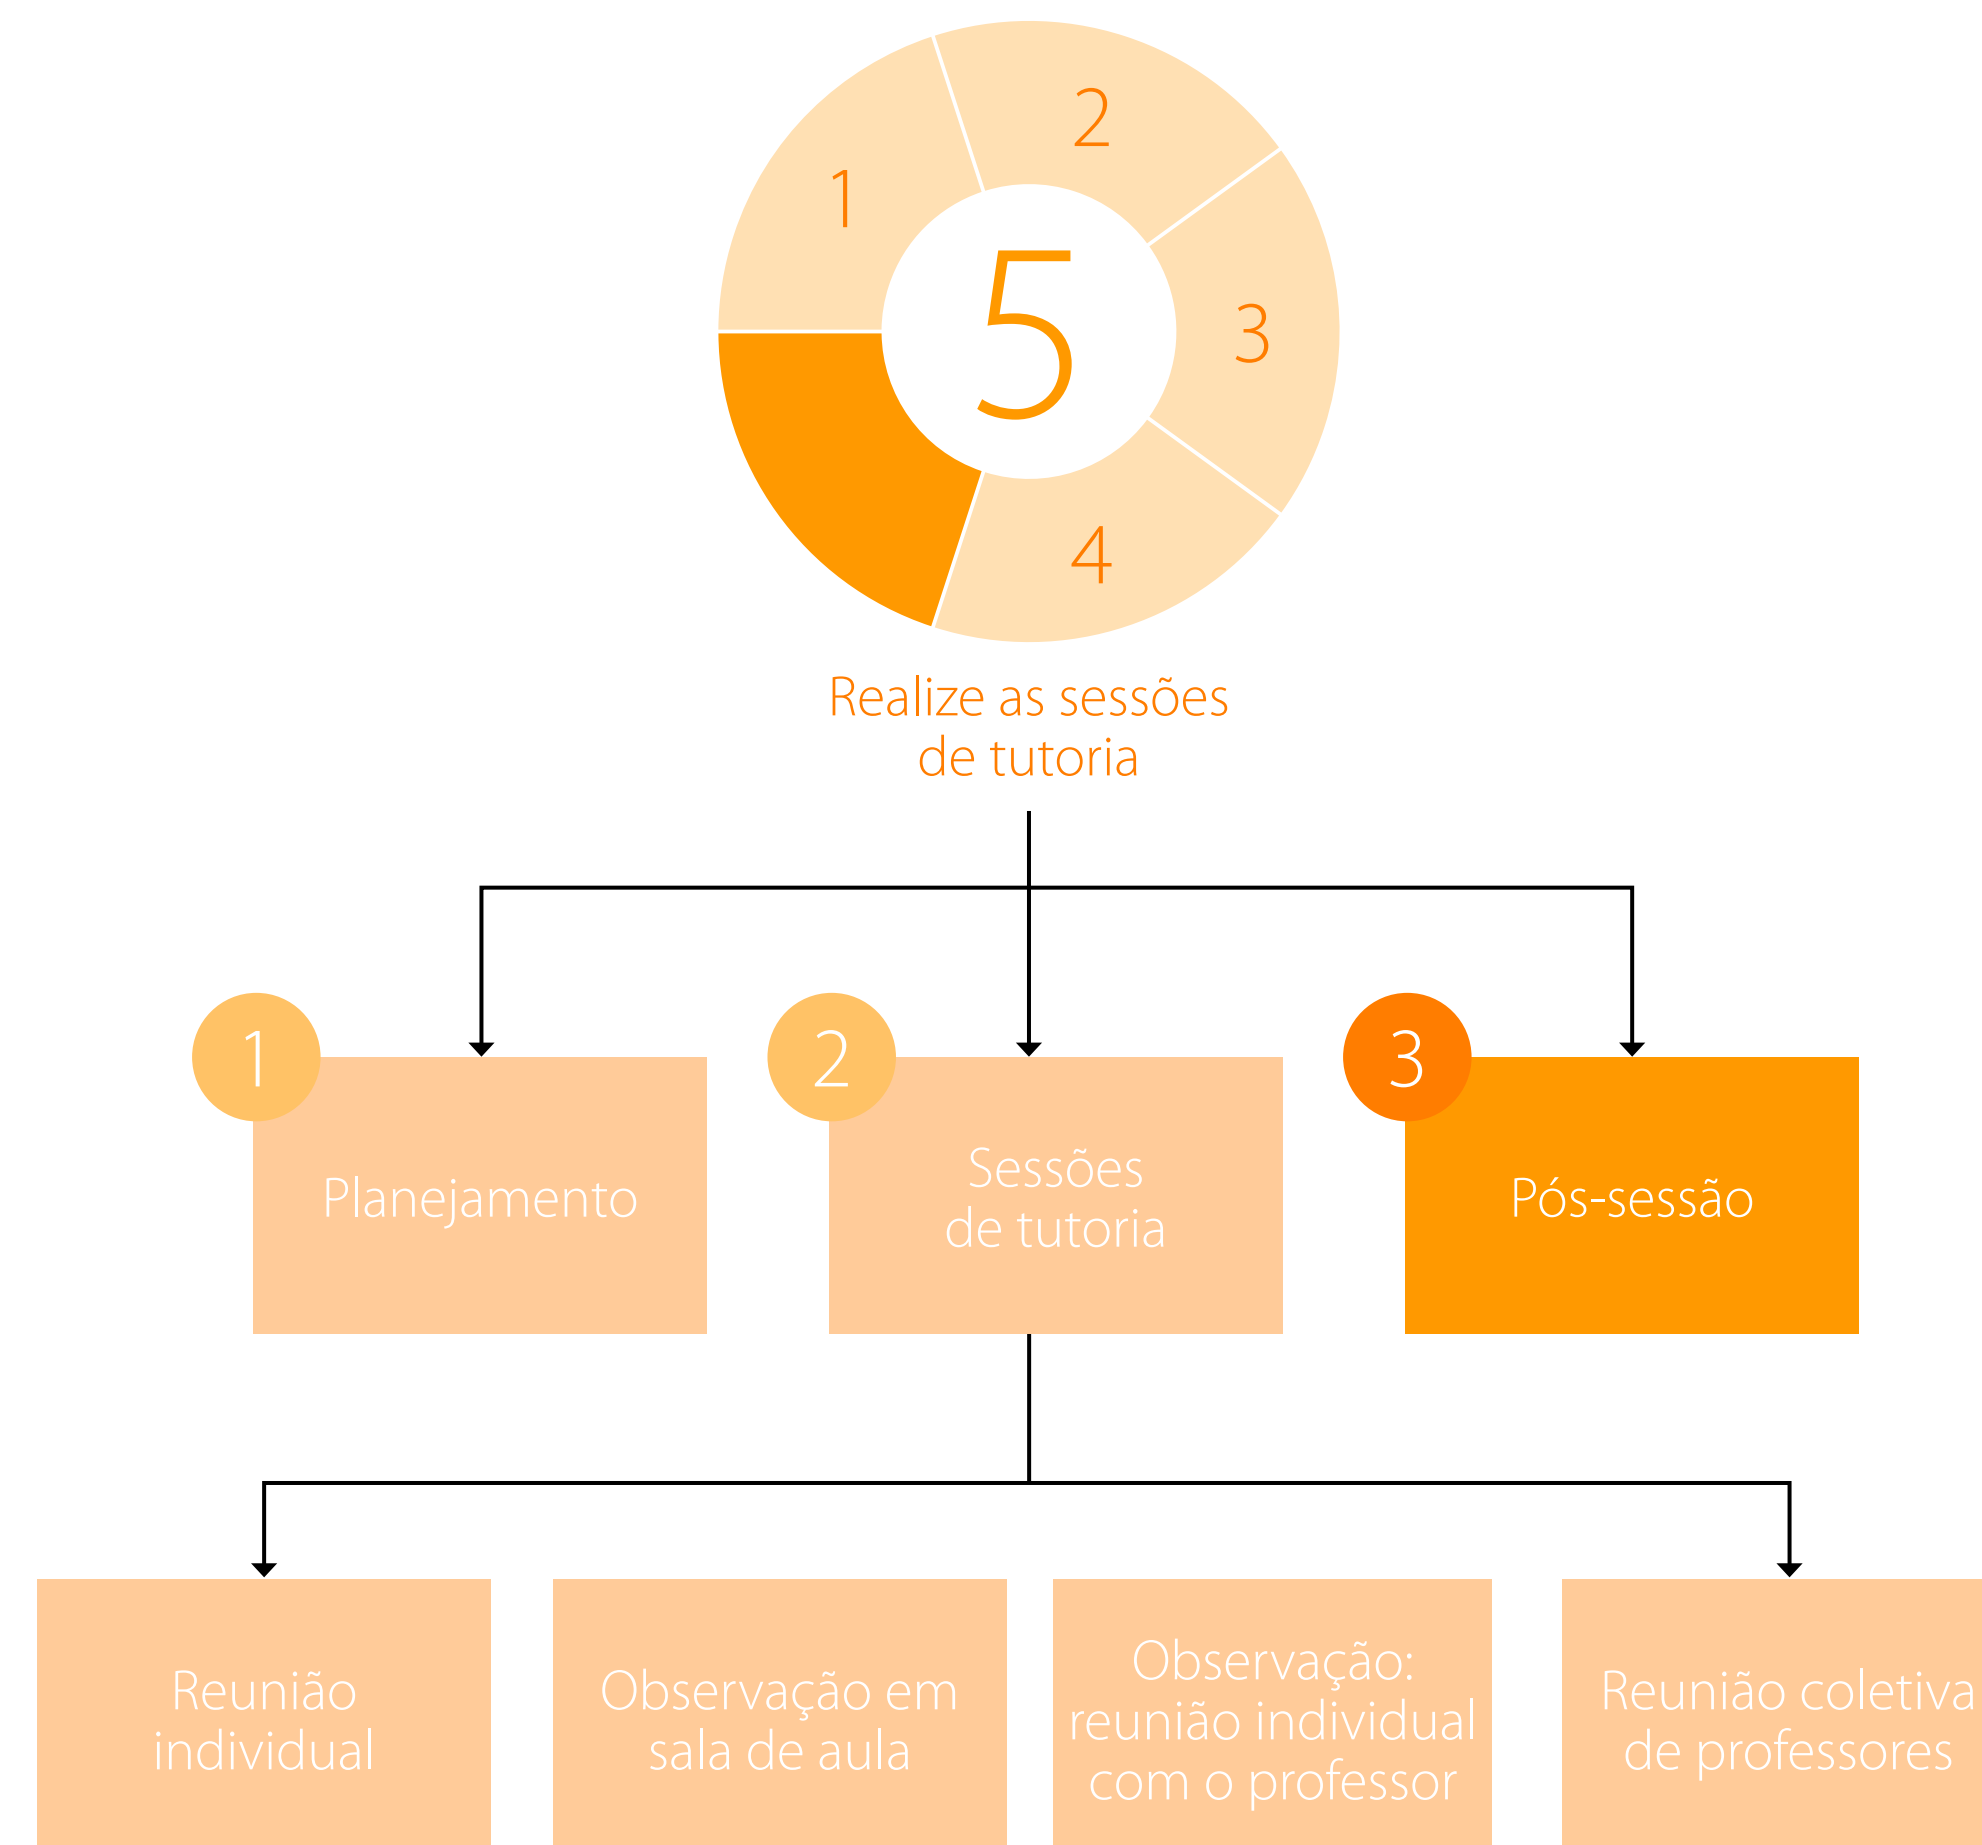 2
1
5
3
4
Realize as sessões
de tutoria
1
2
3
Planejamento
Sessões
de tutoria
Pós-sessão
Reunião
individual
Observação em
sala de aula
Observação:
reunião individual
com o professor
Reunião coletiva
de professores